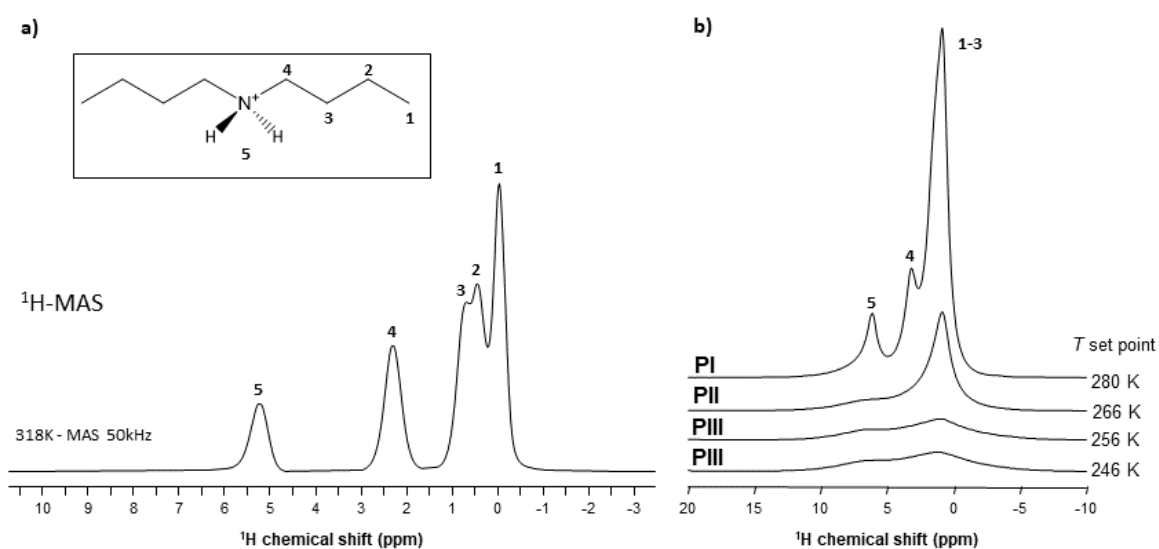 a)
4
2
N+
3
1
H
H
5
1
2
3
4
5
¹H-MAS
318K - MAS 50kHz
10 9 8 7 6 5 4 3 2 1 0 -1 -2 -3
¹H chemical shift (ppm)
b)
1-3
4
5
T set point
PI
280 K
PII
266 K
PIII
256 K
PIII
246 K
20 15 10 5 0 -5 -10
¹H chemical shift (ppm)